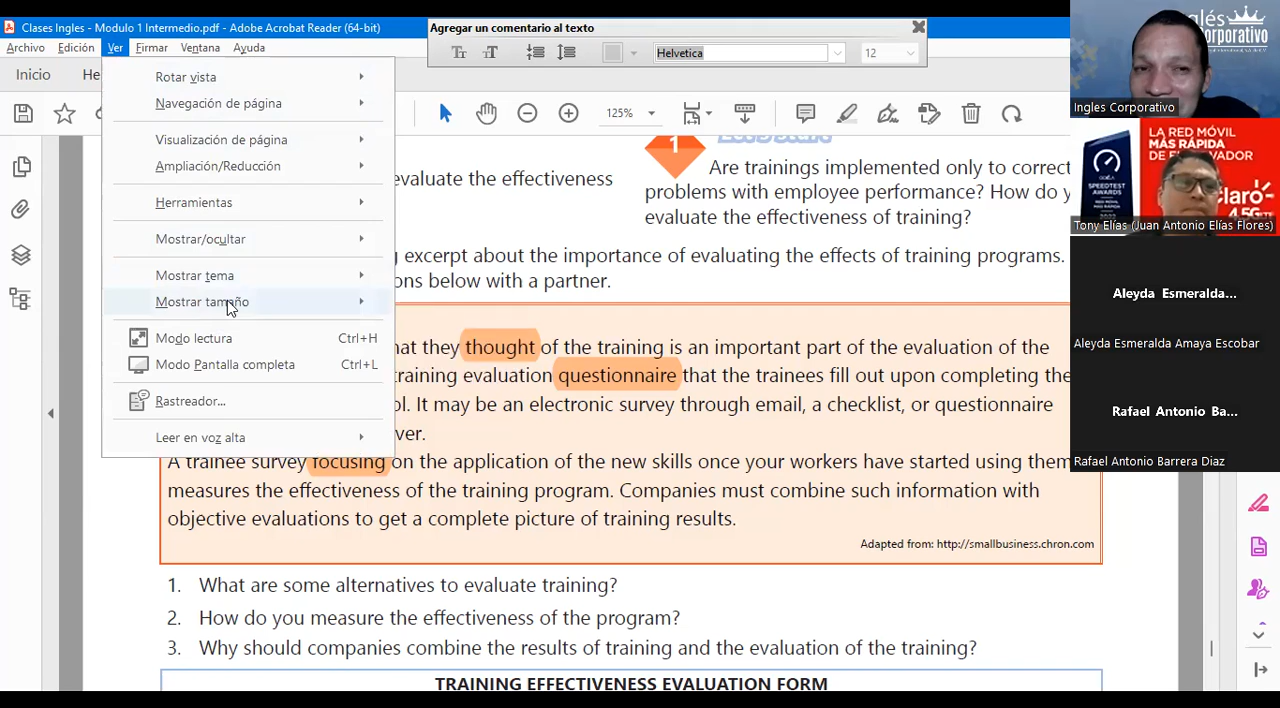 Clases Ingles - Modulo 1 Intermedio.pdf - Adobe Acrobat Reader (64-bit)
Archivo Edición Ver Firmar Ventana Ayuda
Inicio He
Agregar un comentario al texto
Helvetica 12
125%
Rotar vista
Navegación de página
Visualización de página
Ampliación/Reducción
Herramientas
Mostrar/ocultar
Mostrar tema
Mostrar tamaño
Modo lectura Ctrl+H
Modo Pantalla completa Ctrl+L
Rastreador...
Leer en voz alta
evaluate the effectiveness
1 Let's Start
Are trainings implemented only to correct
problems with employee performance? How do y
evaluate the effectiveness of training?
g excerpt about the importance of evaluating the effects of training programs.
ons below with a partner.
hat they thought of the training is an important part of the evaluation of the
training evaluation questionnaire that the trainees fill out upon completing the
ol. It may be an electronic survey through email, a checklist, or questionnaire
ver.
A trainee survey focusing on the application of the new skills once your workers have started using them
measures the effectiveness of the training program. Companies must combine such information with
objective evaluations to get a complete picture of training results.
Adapted from: http://smallbusiness.chron.com
1. What are some alternatives to evaluate training?
2. How do you measure the effectiveness of the program?
3. Why should companies combine the results of training and the evaluation of the training?
TRAINING EFFECTIVENESS EVALUATION FORM
Inglés
Corporativo
Ingles Corporativo
LA RED MÓVIL
MÁS RÁPIDA
DE EL SALVADOR
SPEEDTEST
AWARDS
Claro
4.5G
Tony Elías (Juan Antonio Elías Flores)
Aleyda Esmeralda...
Aleyda Esmeralda Amaya Escobar
Rafael Antonio Ba...
Rafael Antonio Barrera Diaz